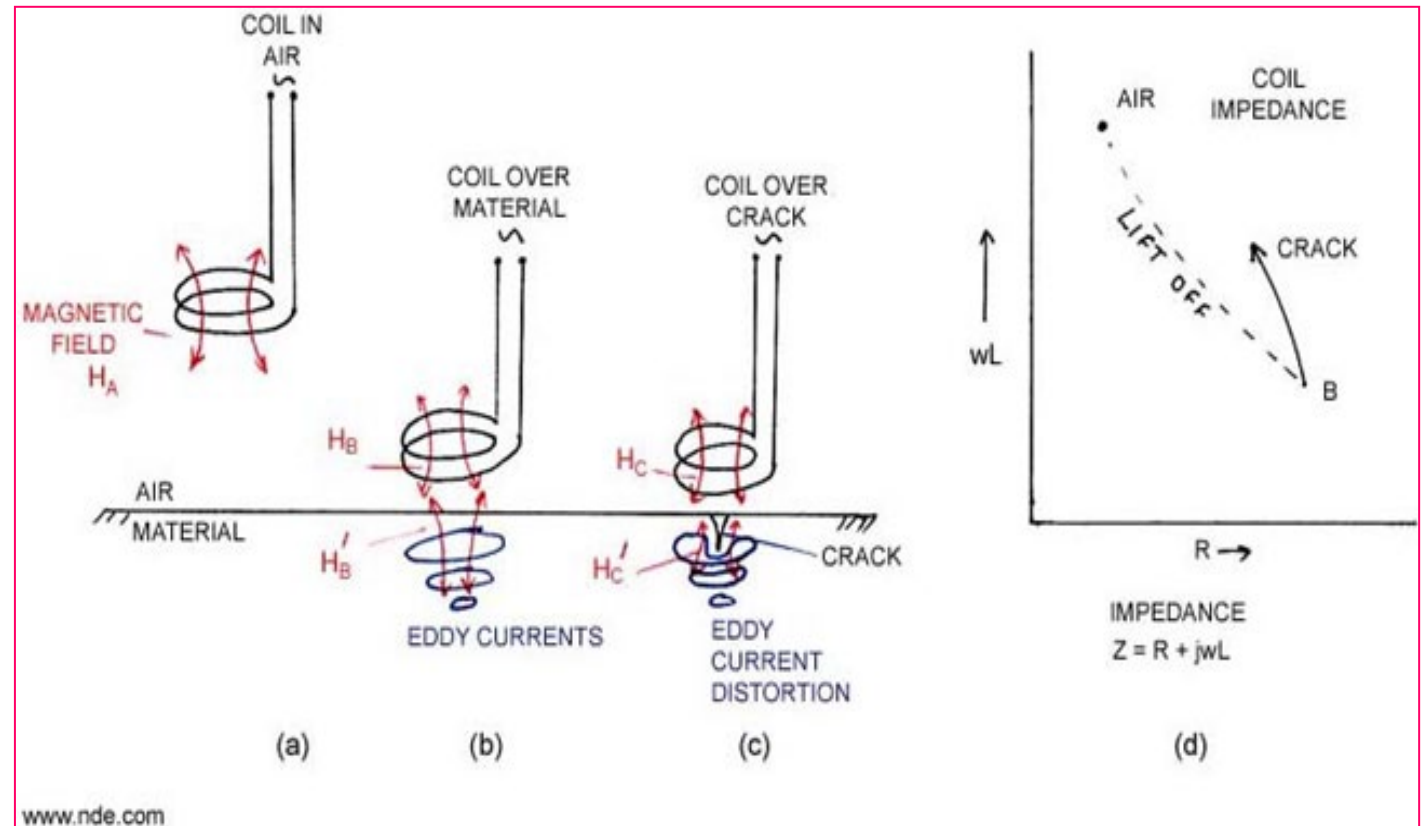 COIL IN
AIR
MAGNETIC
FIELD
HA
COIL OVER
MATERIAL
HB
AIR
MATERIAL
HB'
EDDY CURRENTS
COIL OVER
CRACK
HC
HC'
CRACK
EDDY
CURRENT
DISTORTION
COIL
IMPEDANCE
AIR
LIFT OFF
CRACK
B
wL
R
IMPEDANCE
Z = R + jwL
(a)
(b)
(c)
(d)
www.nde.com